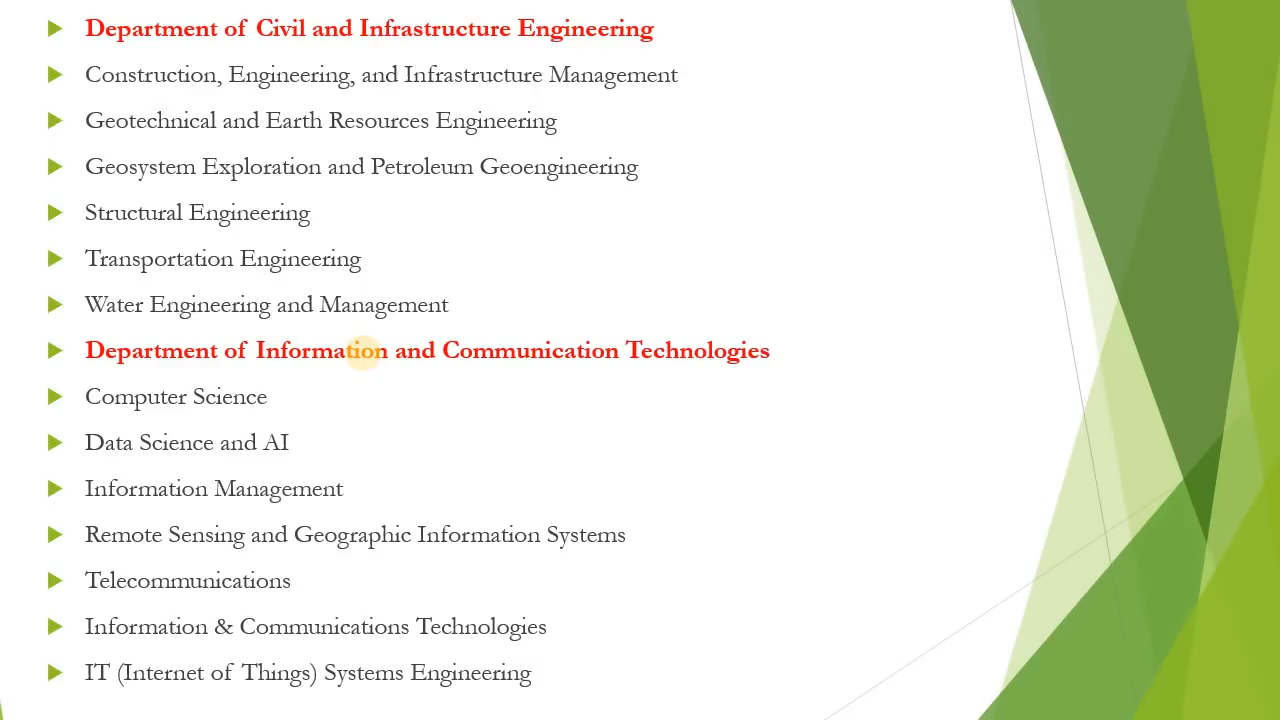 Department of Civil and Infrastructure Engineering
Construction, Engineering, and Infrastructure Management
Geotechnical and Earth Resources Engineering
Geosystem Exploration and Petroleum Geoengineering
Structural Engineering
Transportation Engineering
Water Engineering and Management
Department of Information and Communication Technologies
Computer Science
Data Science and AI
Information Management
Remote Sensing and Geographic Information Systems
Telecommunications
Information & Communications Technologies
IT (Internet of Things) Systems Engineering